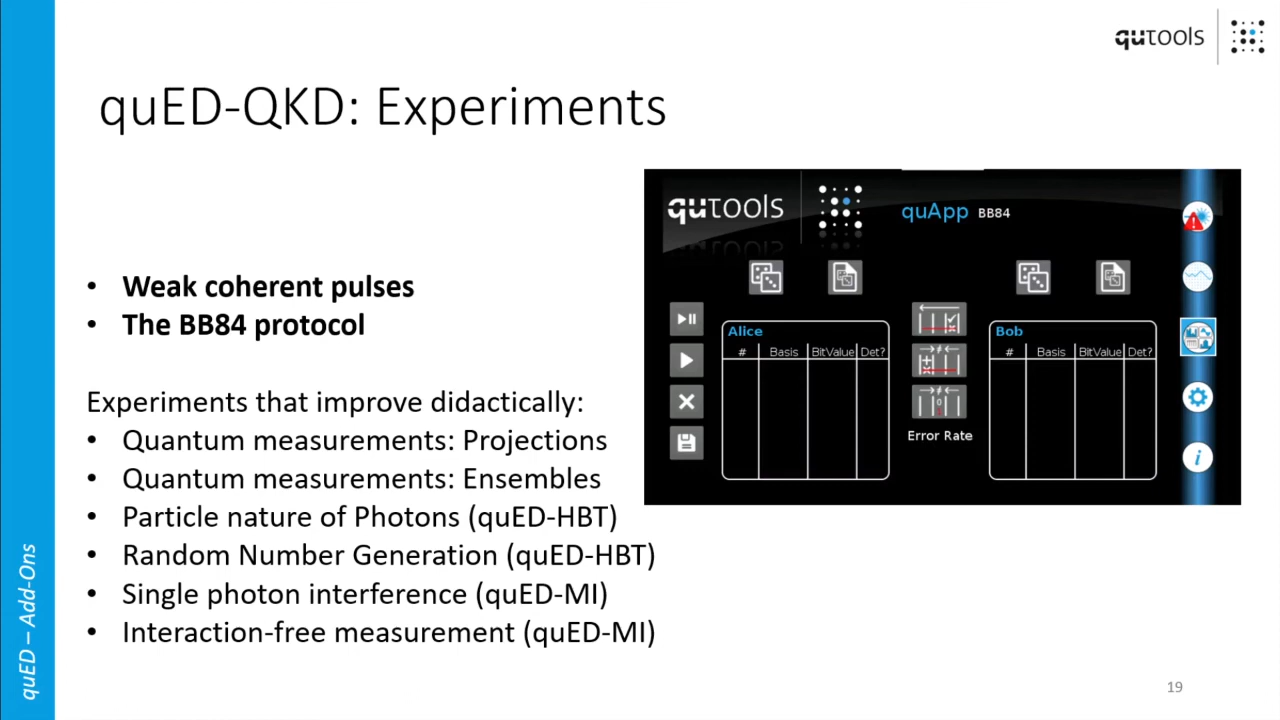 qutools
quED-QKD: Experiments
• Weak coherent pulses
• The BB84 protocol
Experiments that improve didactically:
• Quantum measurements: Projections
• Quantum measurements: Ensembles
• Particle nature of Photons (quED-HBT)
• Random Number Generation (quED-HBT)
• Single photon interference (quED-MI)
• Interaction-free measurement (quED-MI)
qutools
quApp BB84
Alice
# Basis BitValue Det?
Error Rate
Bob
# Basis BitValue Det?
quED – Add-Ons
19